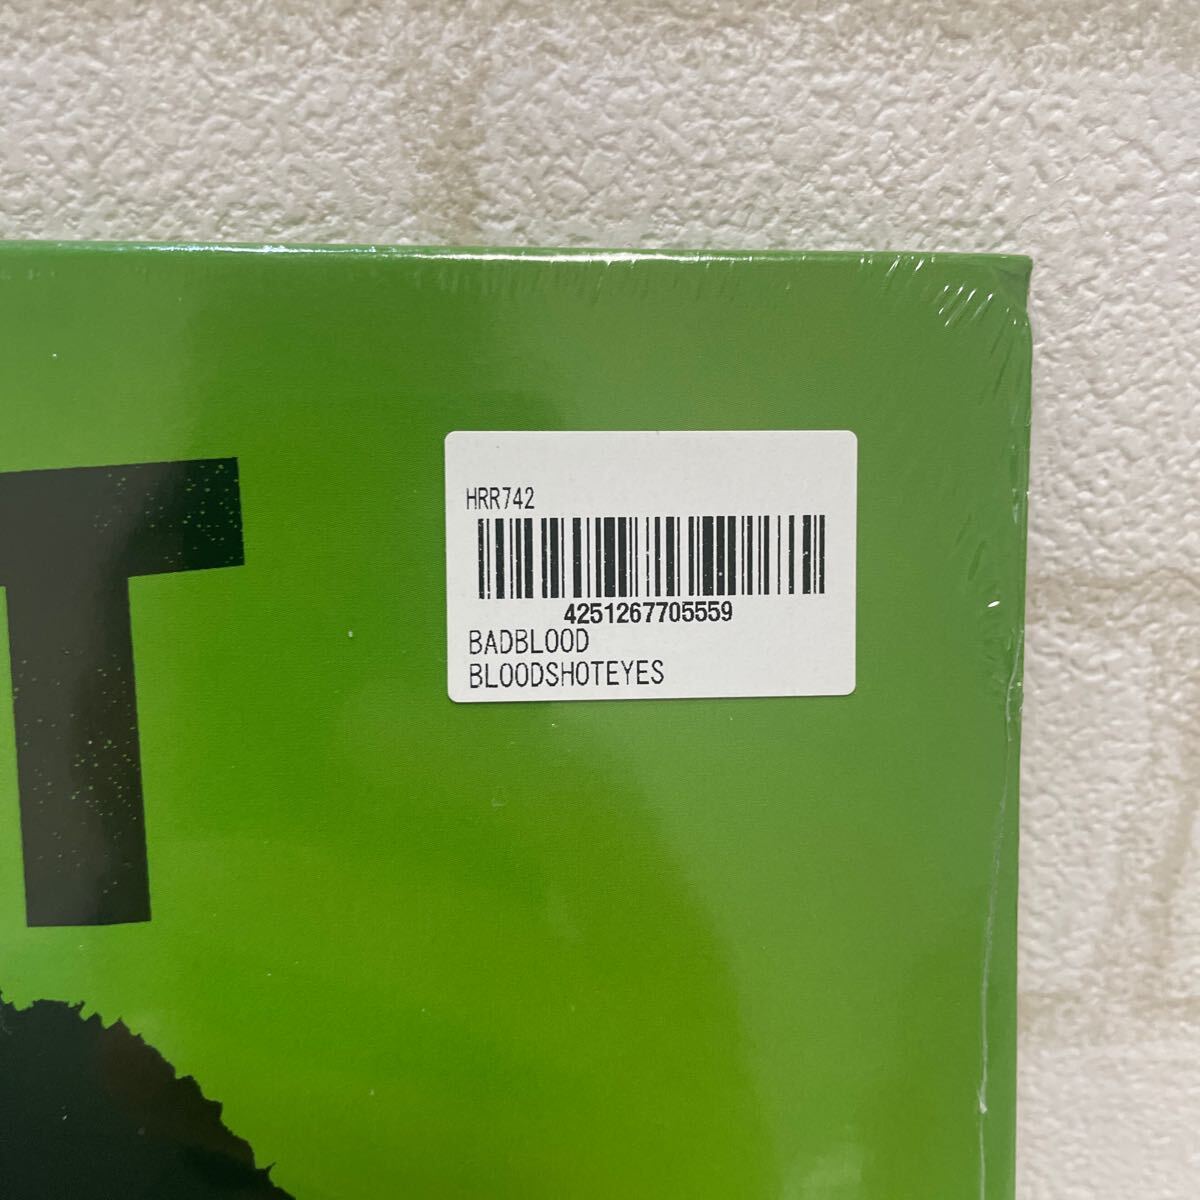 T
HRR742
4251267705559
BADBLOOD
BLOODSHOTEYES